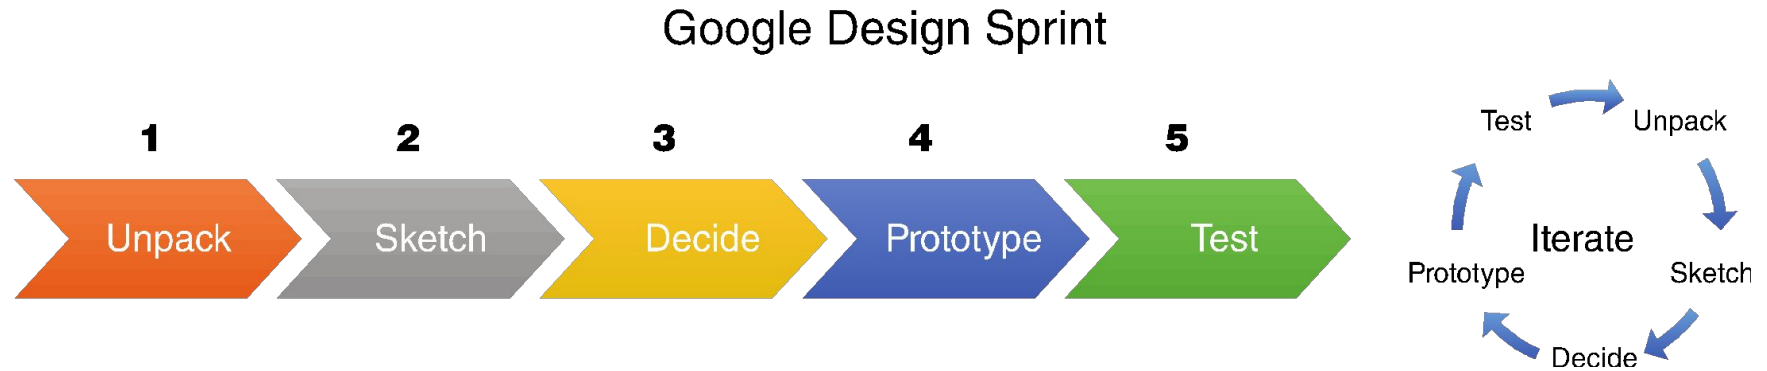 Google Design Sprint
1 2 3 4 5
Unpack Sketch Decide Prototype Test
Test Unpack
Iterate
Prototype Sketch
Decide